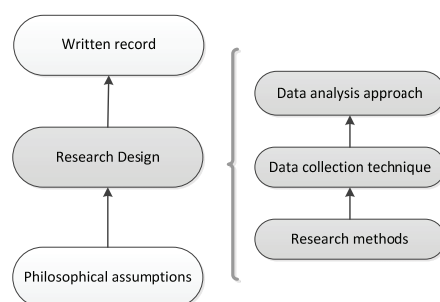 Written record
Research Design
Philosophical assumptions
Data analysis approach
Data collection technique
Research methods